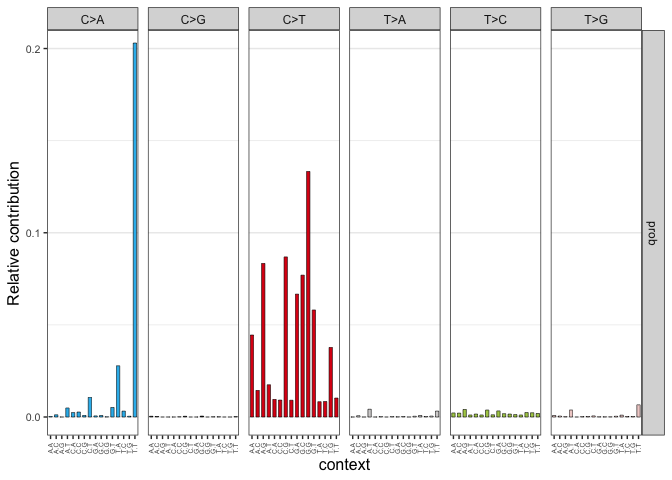 C>A C>G C>T T>A T>C T>G
0.2
0.1
0.0
Relative contribution
prob
A.A A.C A.G A.T C.A C.C C.G C.T G.A G.C G.G G.T T.A T.C T.G T.T A.A A.C A.G A.T C.A C.C C.G C.T G.A G.C G.G G.T T.A T.C T.G T.T A.A A.C A.G A.T C.A C.C C.G C.T G.A G.C G.G G.T T.A T.C T.G T.T A.A A.C A.G A.T C.A C.C C.G C.T G.A G.C G.G G.T T.A T.C T.G T.T A.A A.C A.G A.T C.A C.C C.G C.T G.A G.C G.G G.T T.A T.C T.G T.T A.A A.C A.G A.T C.A C.C C.G C.T G.A G.C G.G G.T T.A T.C T.G T.T
context